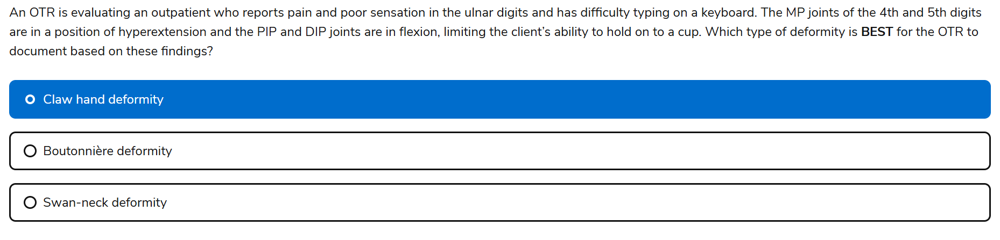 An OTR is evaluating an outpatient who reports pain and poor sensation in the ulnar digits and has difficulty typing on a keyboard. The MP joints of the 4th and 5th digits
are in a position of hyperextension and the PIP and DIP joints are in flexion, limiting the client’s ability to hold on to a cup. Which type of deformity is BEST for the OTR to
document based on these findings?
Claw hand deformity
Boutonnière deformity
Swan-neck deformity